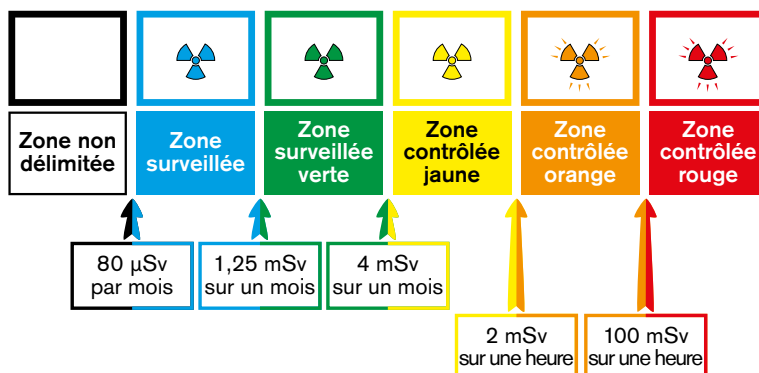 Zone non
délimitée
Zone
surveillée
Zone
surveillée
verte
Zone
contrôlée
jaune
Zone
contrôlée
orange
Zone
contrôlée
rouge
80 µSv
par mois
1,25 mSv
sur un mois
4 mSv
sur un mois
2 mSv
sur une heure
100 mSv
sur une heure